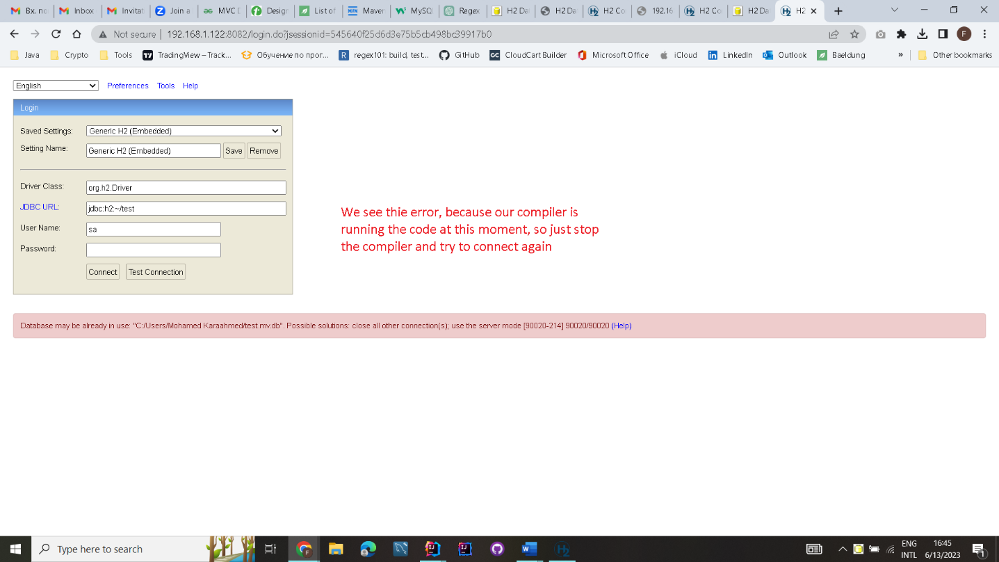 Bx. no
Inbox
Invitat
Join a
MVC D
Design
List of
Maver
MySQL
Regex
H2 Da
H2 Da
H2 Co
192.16
H2 Co
H2 Da
H2
Not secure | 192.168.1.122:8082/login.do?jsessionid=545640f25d6d3e75b5cb498bc39917b0
Java
Crypto
Tools
TradingView – Track...
Обучение по прог...
regex101: build, test...
GitHub
CloudCart Builder
Microsoft Office
iCloud
LinkedIn
Outlook
Baeldung
»
Other bookmarks
English Preferences Tools Help
Login
Saved Settings: Generic H2 (Embedded)
Setting Name: Generic H2 (Embedded) Save Remove
Driver Class: org.h2.Driver
JDBC URL: jdbc:h2:~/test
User Name: sa
Password:
Connect Test Connection
We see thie error, because our compiler is
running the code at this moment, so just stop
the compiler and try to connect again
Database may be already in use: "C:/Users/Mohamed Karaahmed/test.mv.db". Possible solutions: close all other connection(s); use the server mode [90020-214] 90020/90020 (Help)
Type here to search
ENG
INTL
16:45
6/13/2023